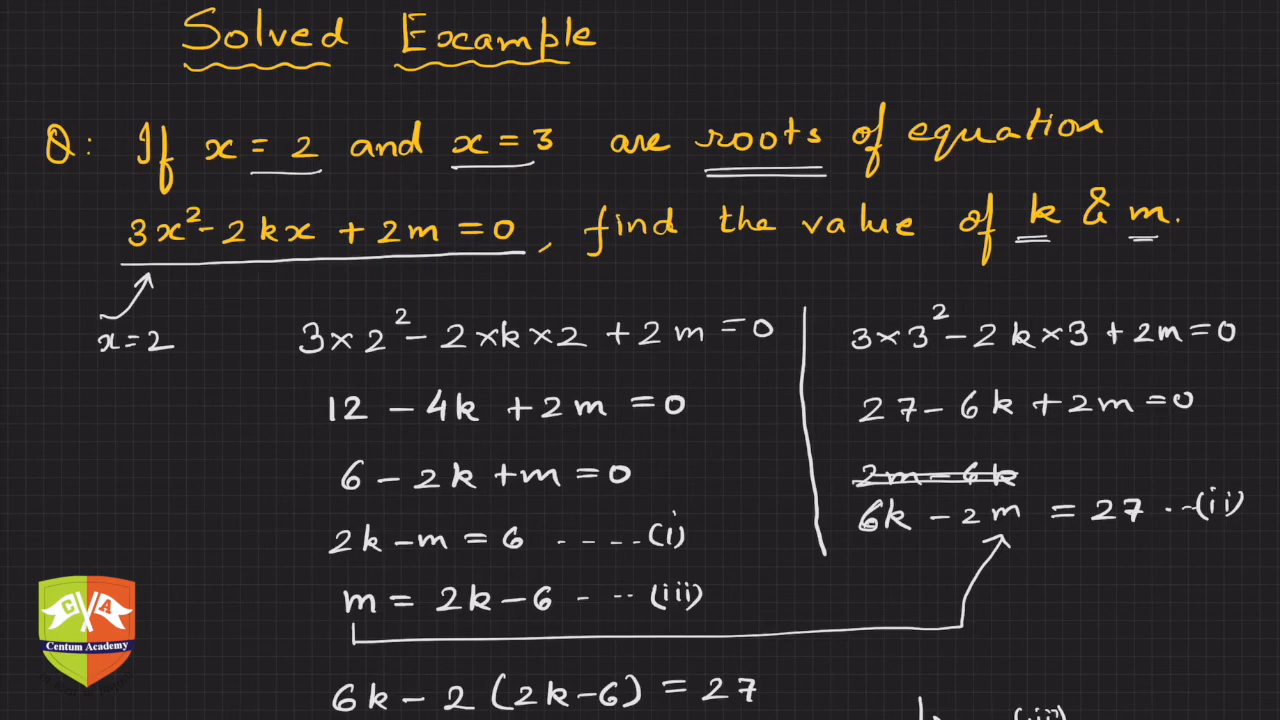 Solved Example
Q: If x = 2 and x = 3 are roots of equation
3x² - 2kx + 2m = 0, find the value of k & m.
x = 2
3 × 2² - 2 × k × 2 + 2m = 0
12 - 4k + 2m = 0
6 - 2k + m = 0
2k - m = 6 -----(i)
m = 2k - 6 - -- (iii)
6k - 2(2k - 6) = 27
3 × 3² - 2k × 3 + 2m = 0
27 - 6k + 2m = 0
2m - 6k
6k - 2m = 27 ---(ii)
CA
Centum Academy